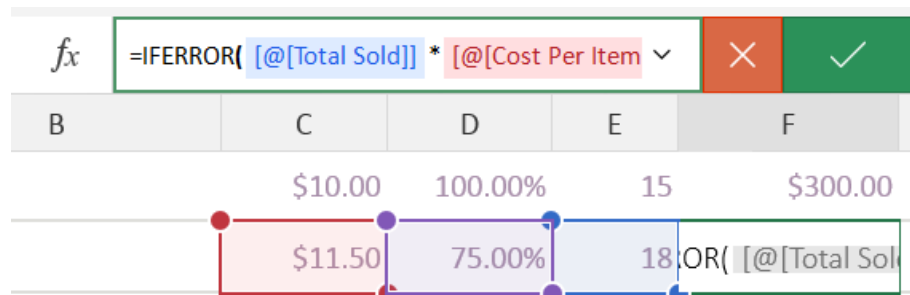 fx =IFERROR( [@[Total Sold]] * [@[Cost Per Item
B C D E F
$10.00 100.00% 15 $300.00
$11.50 75.00% 18 OR( [@[Total Sol